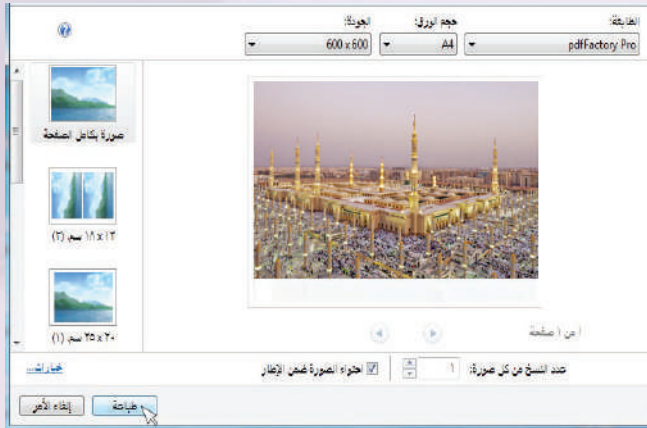 الطابعة: حجم الورق: الجودة:
pdfFactory Pro A4 600 x 600
صورة بكامل الصفحة
١٣ x ١٨ سم. (٢)
٢٠ x ٢٥ سم. (١)
١ من ١ صفحة
عدد النسخ من كل صورة: ١ احتواء الصورة ضمن الإطار
خيارات...
طباعة إلغاء الأمر